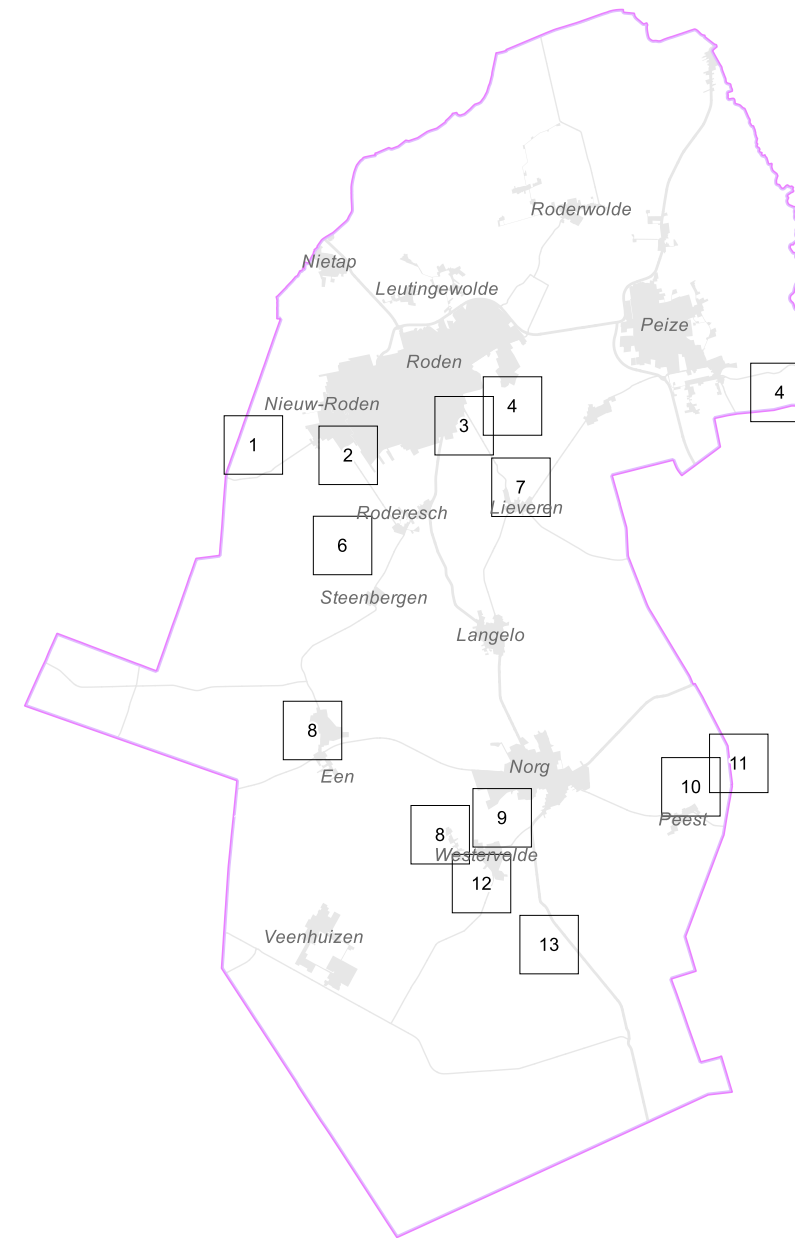 Roderwolde
Nietap
Leutingewolde
Peize
Roden
4
Nieuw-Roden
4
3
1
2
7
Lieveren
Roderesch
6
Steenbergen
Langelo
8
11
Norg
Een
10
9
Peest
8
Westervelde
12
Veenhuizen
13